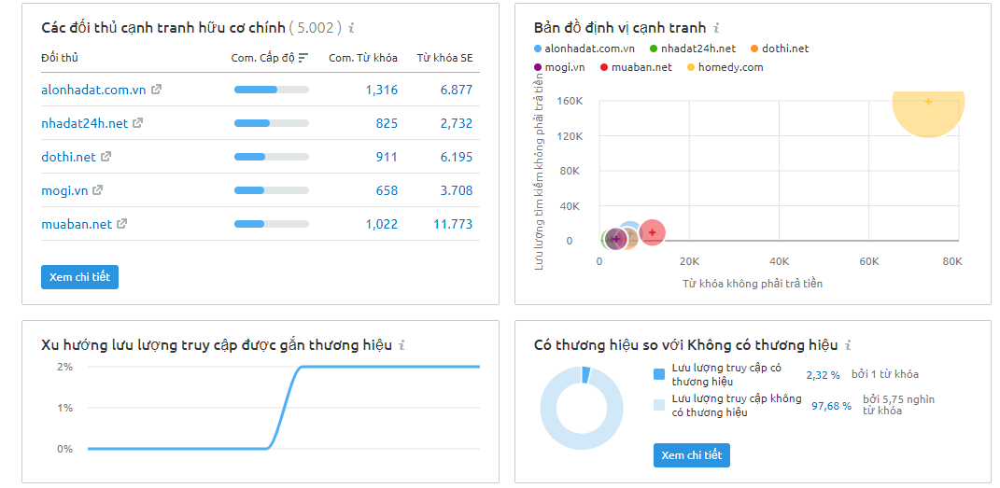 Các đối thủ cạnh tranh hữu cơ chính ( 5.002 ) i
Đối thủ Com. Cấp độ Com. Từ khóa Từ khóa SE
alonhadat.com.vn 1,316 6.877
nhadat24h.net 825 2,732
dothi.net 911 6.195
mogi.vn 658 3.708
muaban.net 1,022 11.773
Xem chi tiết
Bản đồ định vị cạnh tranh i
alonhadat.com.vn nhadat24h.net dothi.net
mogi.vn muaban.net homedy.com
Lưu lượng tìm kiếm không phải trả tiền
160K
120K
80K
40K
0
0 20K 40K 60K 80K
Từ khóa không phải trả tiền
Xu hướng lưu lượng truy cập được gắn thương hiệu i
2%
1%
0%
Có thương hiệu so với Không có thương hiệu i
Lưu lượng truy cập có
thương hiệu
2,32 % bởi 1 từ khóa
Lưu lượng truy cập không
có thương hiệu
97,68 % bởi 5,75 nghìn
từ khóa
Xem chi tiết